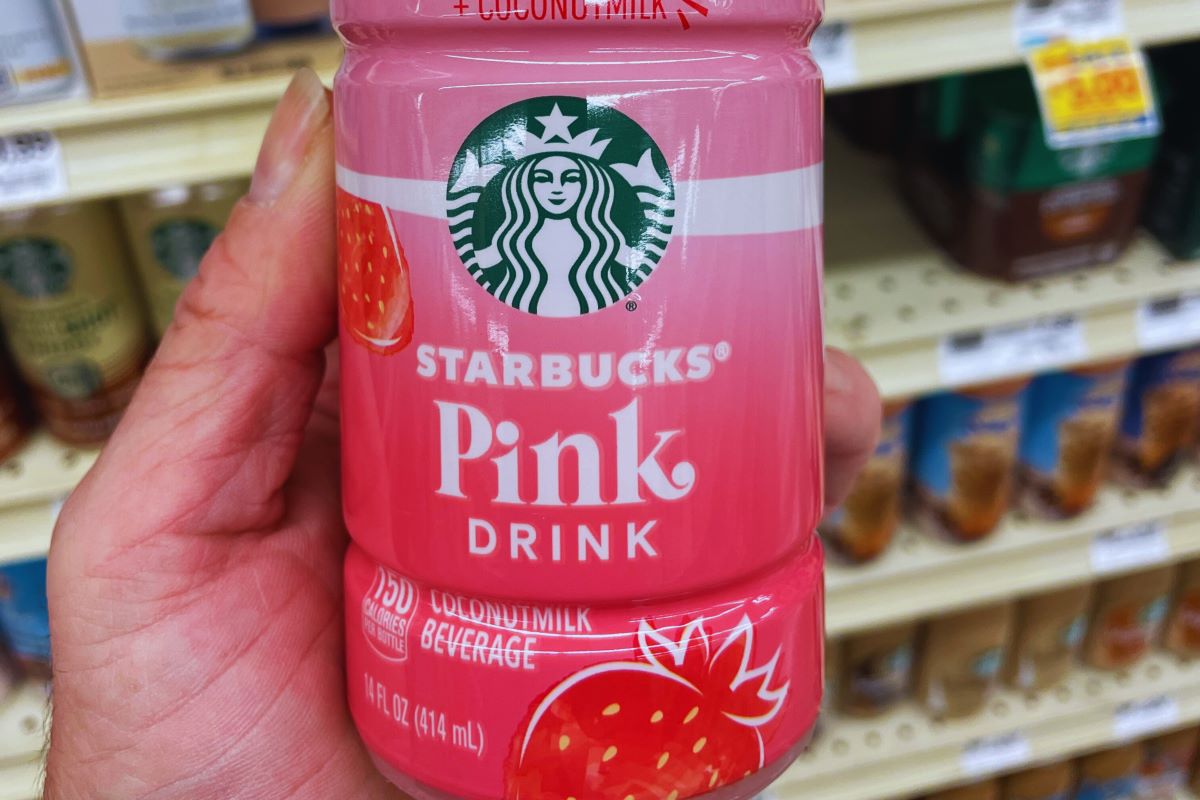 + COCONUTMILK
STARBUCKS®
Pink
DRINK
150
CALORIES
PER BOTTLE
COCONUTMILK
BEVERAGE
14 FL OZ (414 mL)